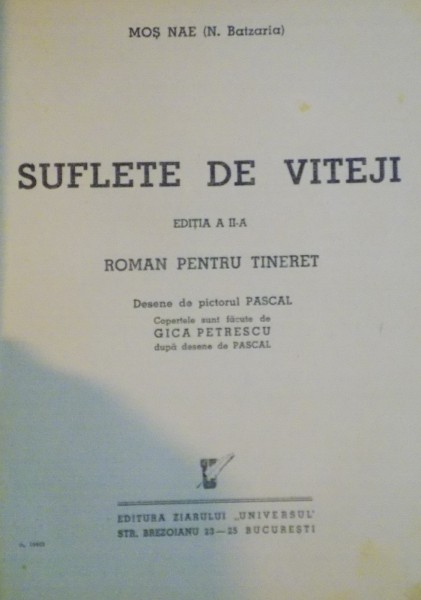 MOȘ NAE (N. Batzaria)
SUFLETE DE VITEJI
EDIȚIA A II-A
ROMAN PENTRU TINERET
Desene de pictorul PASCAL
Copertele sunt făcute de
GICA PETRESCU
după desene de PASCAL
EDITURA ZIARULUI „UNIVERSUL"
STR. BREZOIANU 23—25 BUCUREȘTI